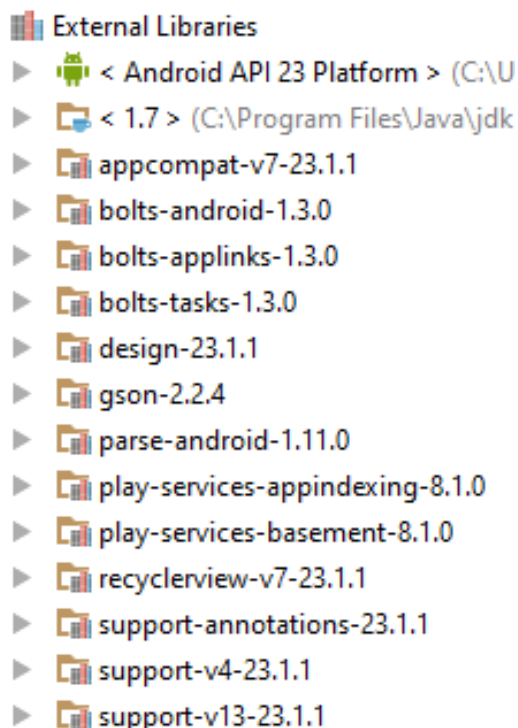 External Libraries
< Android API 23 Platform > (C:\U
< 1.7 > (C:\Program Files\Java\jdk
appcompat-v7-23.1.1
bolts-android-1.3.0
bolts-applinks-1.3.0
bolts-tasks-1.3.0
design-23.1.1
gson-2.2.4
parse-android-1.11.0
play-services-appindexing-8.1.0
play-services-basement-8.1.0
recyclerview-v7-23.1.1
support-annotations-23.1.1
support-v4-23.1.1
support-v13-23.1.1